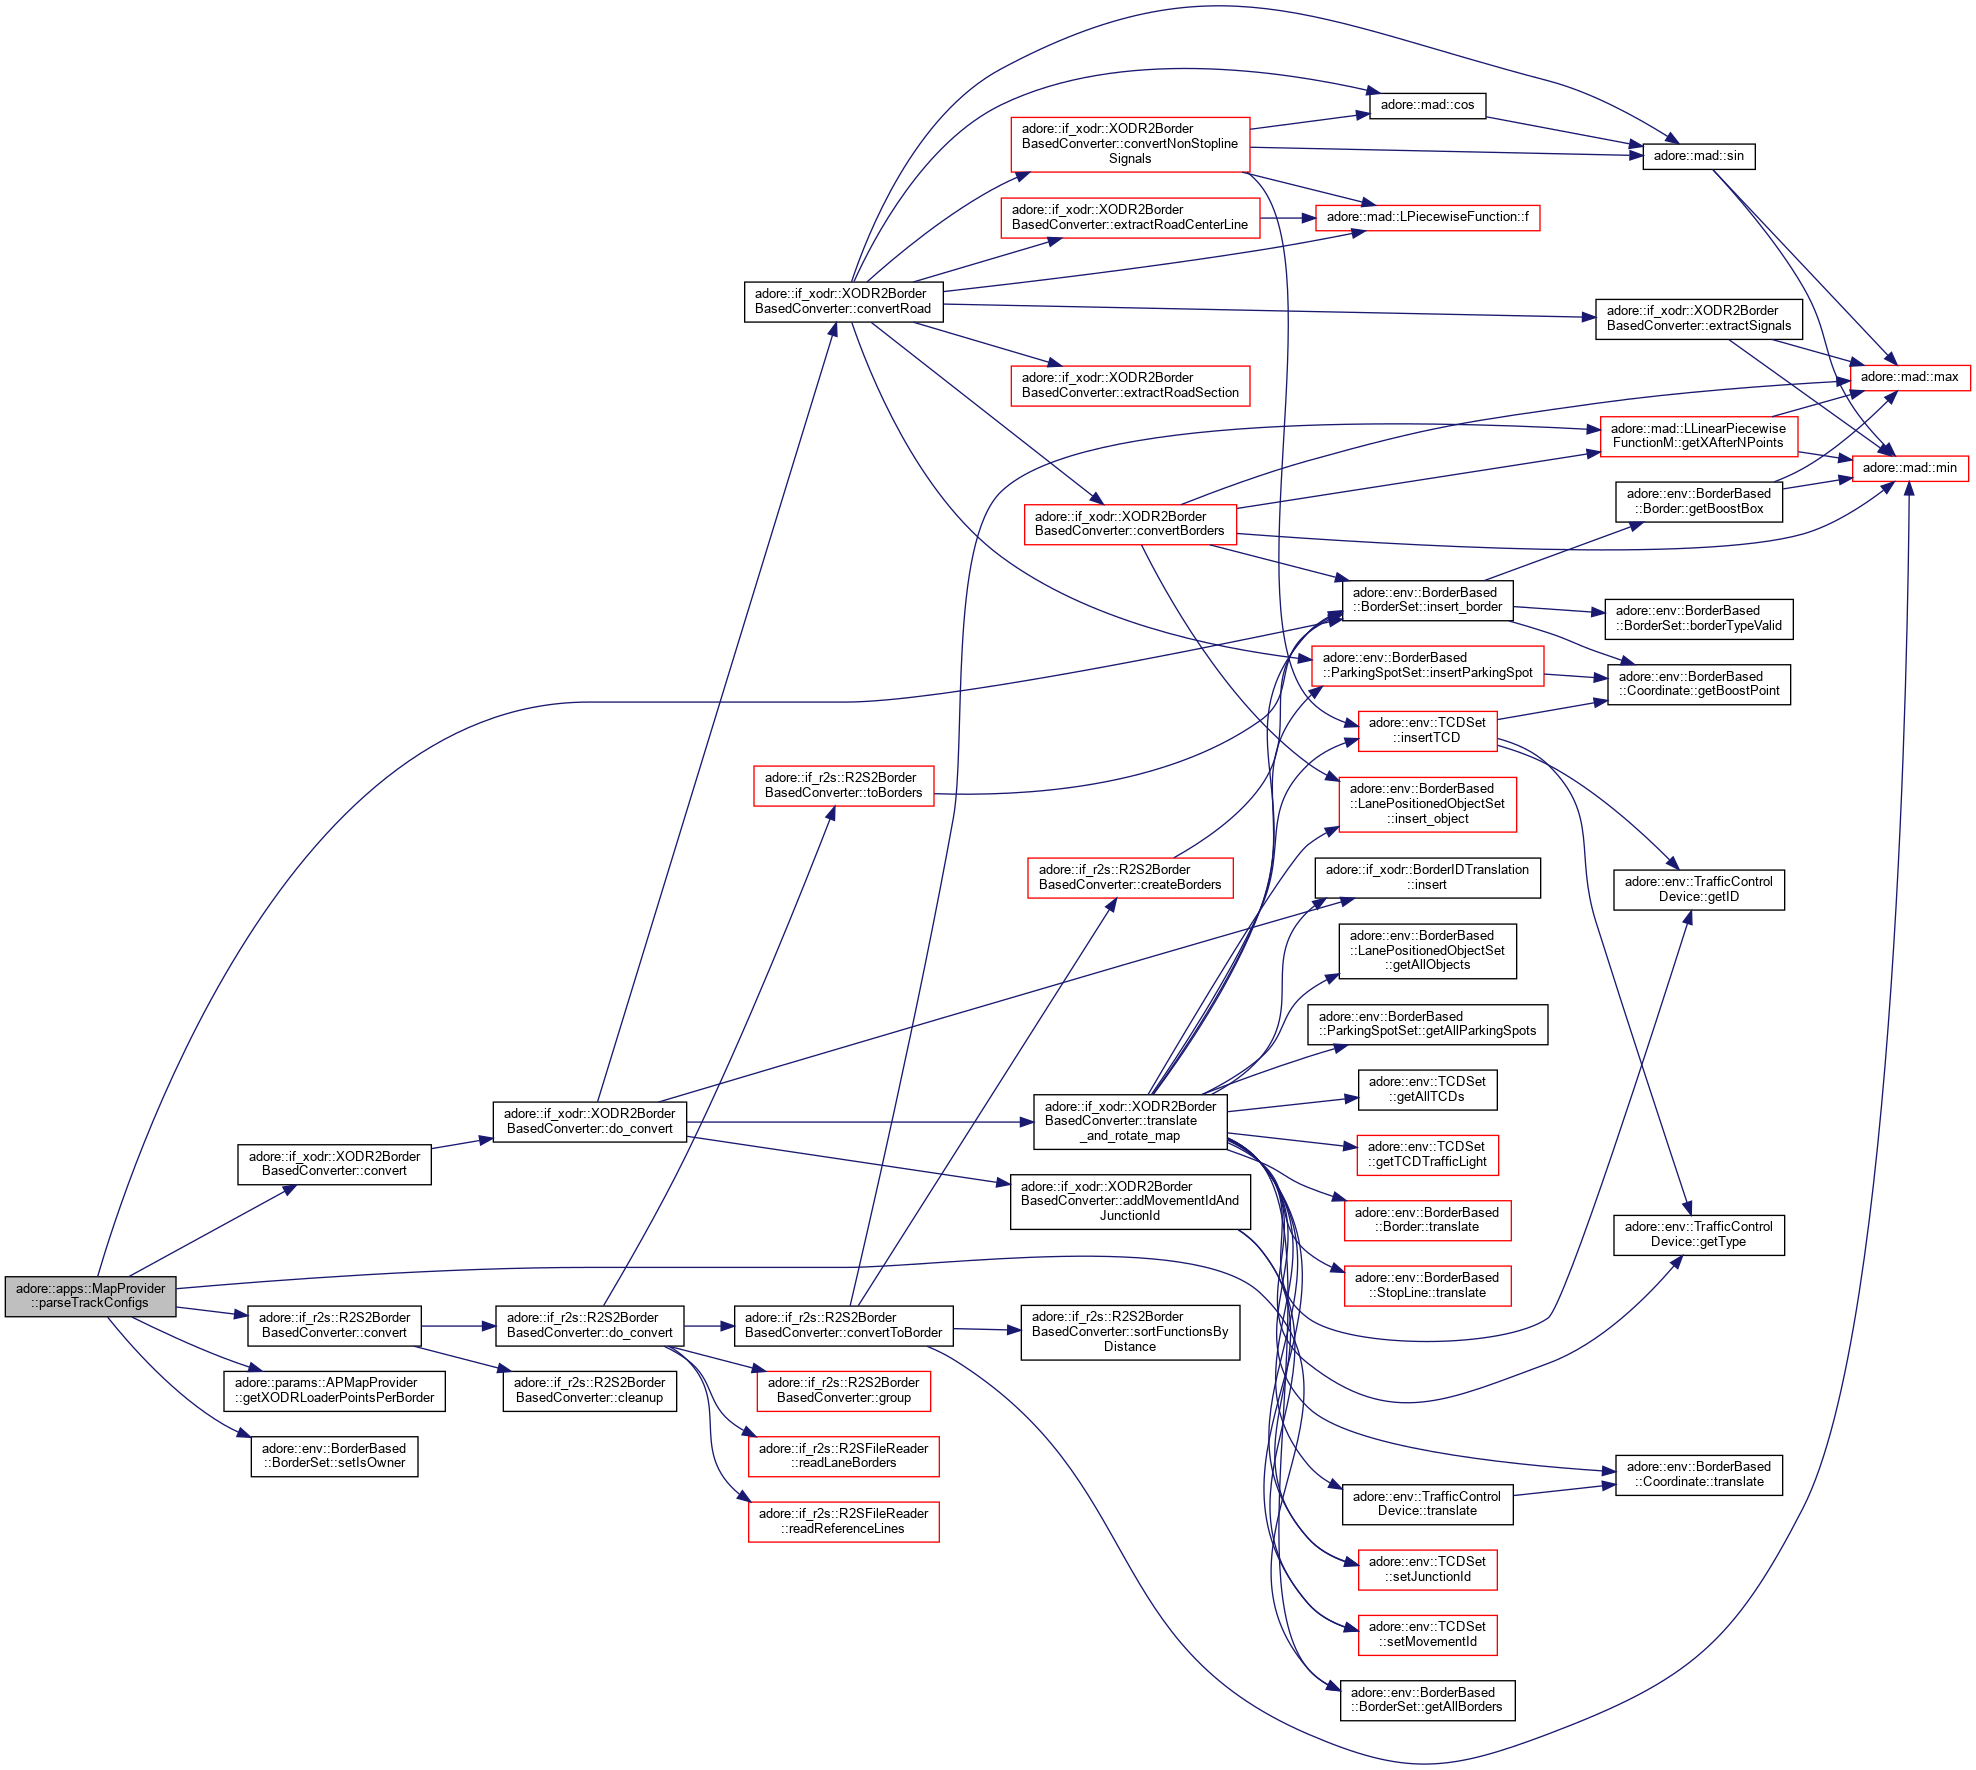 adore::mad::cos
adore::if_xodr::XODR2Border
BasedConverter::convertNonStopline
Signals
adore::mad::sin
adore::if_xodr::XODR2Border
BasedConverter::extractRoadCenterLine
adore::mad::LPiecewiseFunction::f
adore::if_xodr::XODR2Border
BasedConverter::convertRoad
adore::if_xodr::XODR2Border
BasedConverter::extractSignals
adore::if_xodr::XODR2Border
BasedConverter::extractRoadSection
adore::mad::max
adore::mad::LLinearPiecewise
FunctionM::getXAfterNPoints
adore::mad::min
adore::env::BorderBased
::Border::getBoostBox
adore::if_xodr::XODR2Border
BasedConverter::convertBorders
adore::env::BorderBased
::BorderSet::insert_border
adore::env::BorderBased
::BorderSet::borderTypeValid
adore::env::BorderBased
::ParkingSpotSet::insertParkingSpot
adore::env::BorderBased
::Coordinate::getBoostPoint
adore::env::TCDSet
::insertTCD
adore::if_r2s::R2S2Border
BasedConverter::toBorders
adore::env::BorderBased
::LanePositionedObjectSet
::insert_object
adore::if_r2s::R2S2Border
BasedConverter::createBorders
adore::if_xodr::BorderIDTranslation
::insert
adore::env::TrafficControl
Device::getID
adore::env::BorderBased
::LanePositionedObjectSet
::getAllObjects
adore::env::BorderBased
::ParkingSpotSet::getAllParkingSpots
adore::env::TCDSet
::getAllTCDs
adore::if_xodr::XODR2Border
BasedConverter::do_convert
adore::if_xodr::XODR2Border
BasedConverter::translate
_and_rotate_map
adore::env::TCDSet
::getTCDTrafficLight
adore::if_xodr::XODR2Border
BasedConverter::convert
adore::if_xodr::XODR2Border
BasedConverter::addMovementIdAnd
JunctionId
adore::env::BorderBased
::Border::translate
adore::env::TrafficControl
Device::getType
adore::env::BorderBased
::StopLine::translate
adore::apps::MapProvider
::parseTrackConfigs
adore::if_r2s::R2S2Border
BasedConverter::convert
adore::if_r2s::R2S2Border
BasedConverter::do_convert
adore::if_r2s::R2S2Border
BasedConverter::convertToBorder
adore::if_r2s::R2S2Border
BasedConverter::sortFunctionsBy
Distance
adore::params::APMapProvider
::getXODRLoaderPointsPerBorder
adore::if_r2s::R2S2Border
BasedConverter::cleanup
adore::if_r2s::R2S2Border
BasedConverter::group
adore::env::BorderBased
::BorderSet::setIsOwner
adore::if_r2s::R2SFileReader
::readLaneBorders
adore::env::BorderBased
::Coordinate::translate
adore::if_r2s::R2SFileReader
::readReferenceLines
adore::env::TrafficControl
Device::translate
adore::env::TCDSet
::setJunctionId
adore::env::TCDSet
::setMovementId
adore::env::BorderBased
::BorderSet::getAllBorders